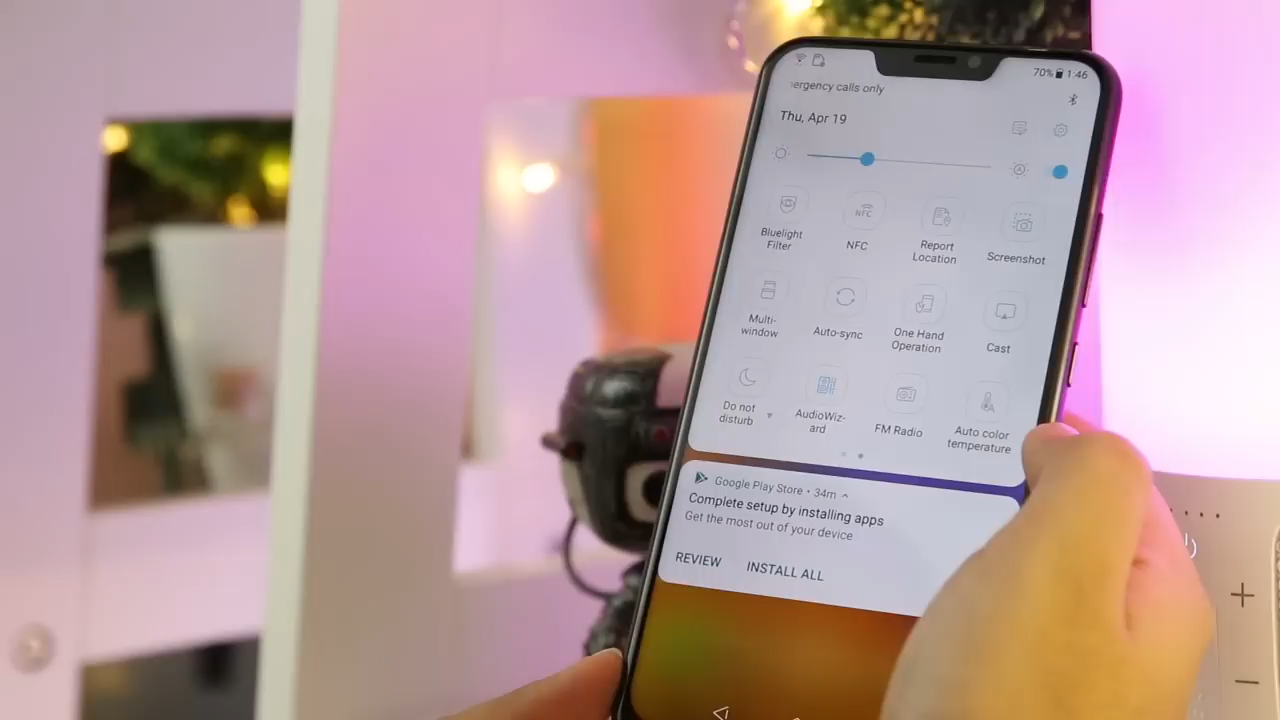 70% 1:46
ergency calls only
Thu, Apr 19
Bluelight
Filter
NFC
NFC
Report
Location
Screenshot
Multi-
window
Auto-sync
One Hand
Operation
Cast
Do not
disturb
AudioWiz-
ard
FM Radio
Auto color
temperature
Google Play Store • 34m
Complete setup by installing apps
Get the most out of your device
REVIEW INSTALL ALL